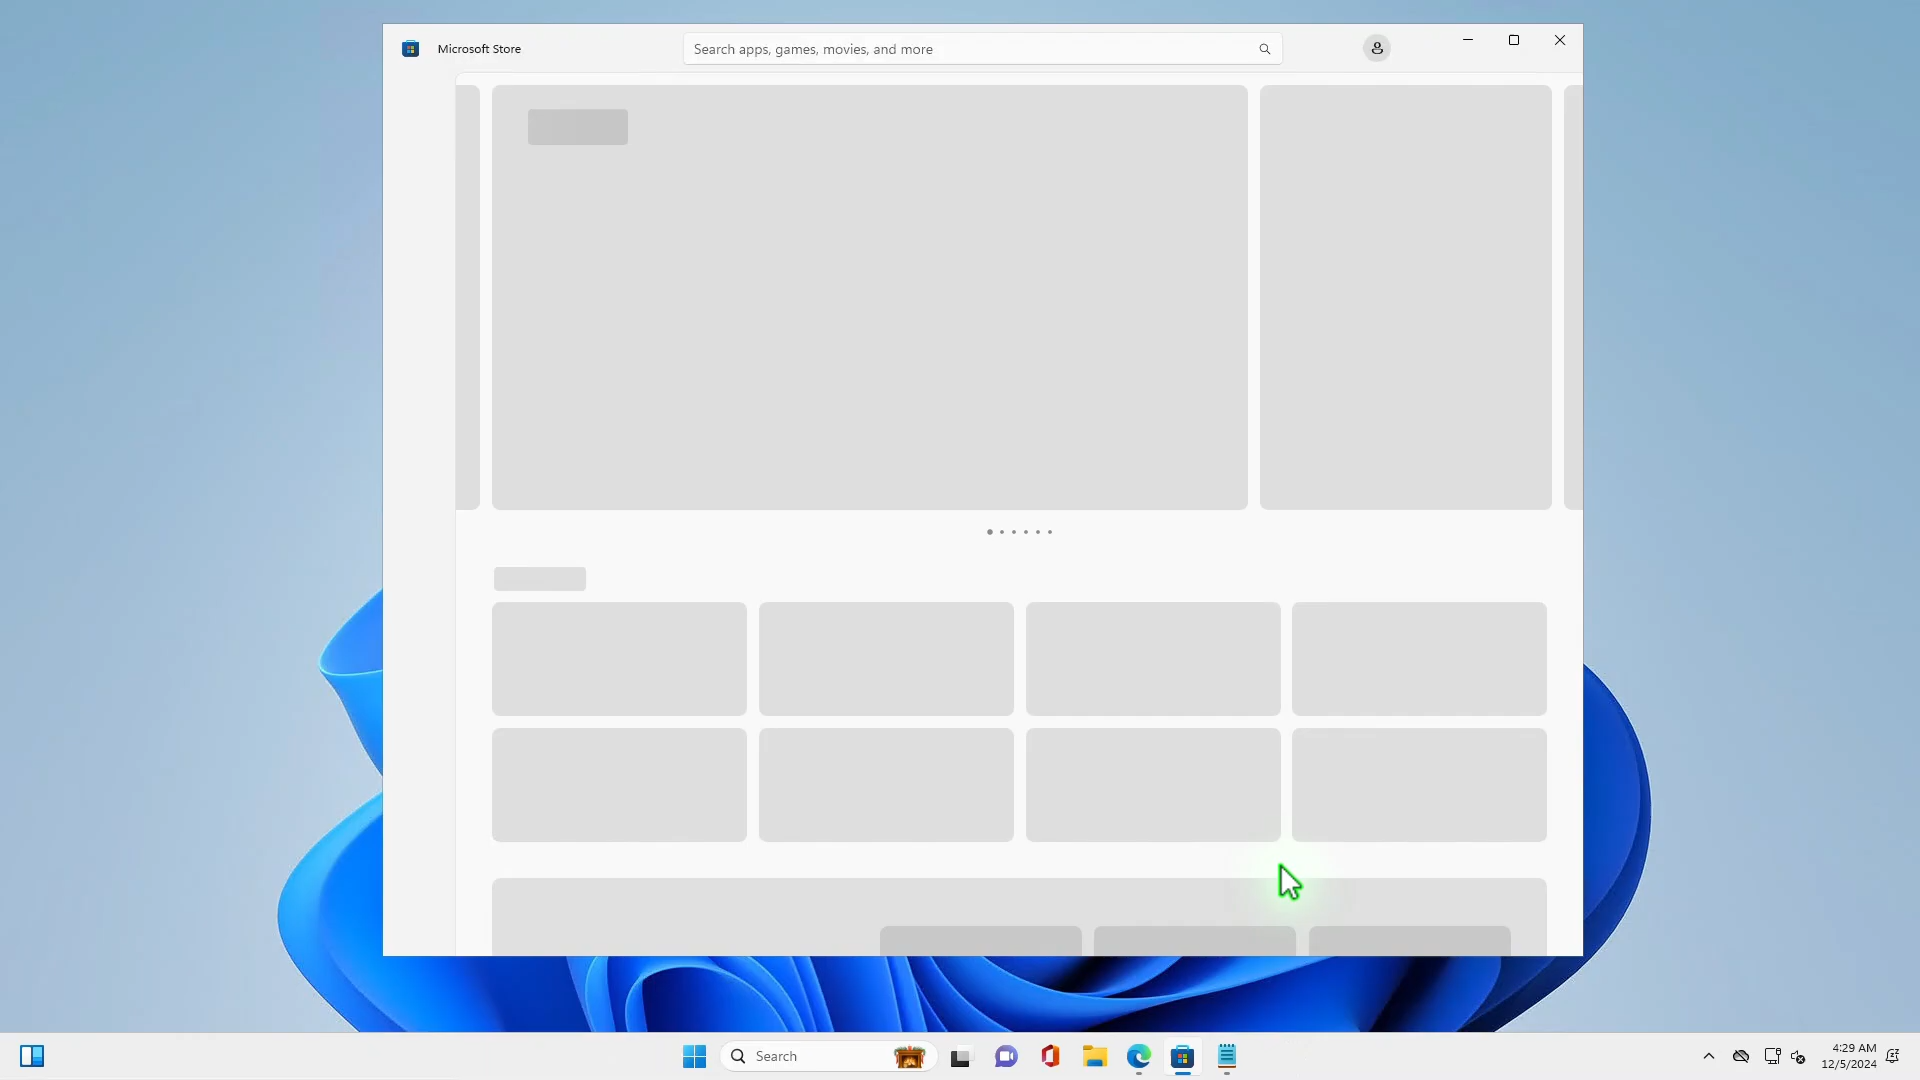 Microsoft Store
Search apps, games, movies, and more
Search
4:29 AM
12/5/2024